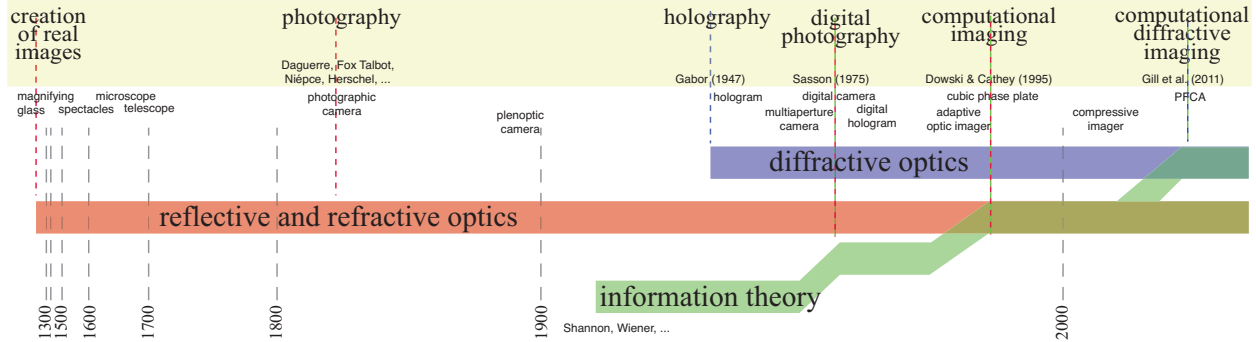 creation
of real
images
photography
holography
digital
photography
computational
imaging
computational
diffractive
imaging
Daguerre, Fox Talbot,
Niépce, Herschel, ...
Gabor (1947)
Sasson (1975)
Dowski & Cathey (1995)
Gill et al. (2011)
magnifying
glass
spectacles
microscope
telescope
photographic
camera
plenoptic
camera
hologram
digital camera
multiaperture
camera
digital
hologram
cubic phase plate
adaptive
optic imager
compressive
imager
PFCA
diffractive optics
reflective and refractive optics
information theory
Shannon, Wiener, ...
1300
1500
1600
1700
1800
1900
2000